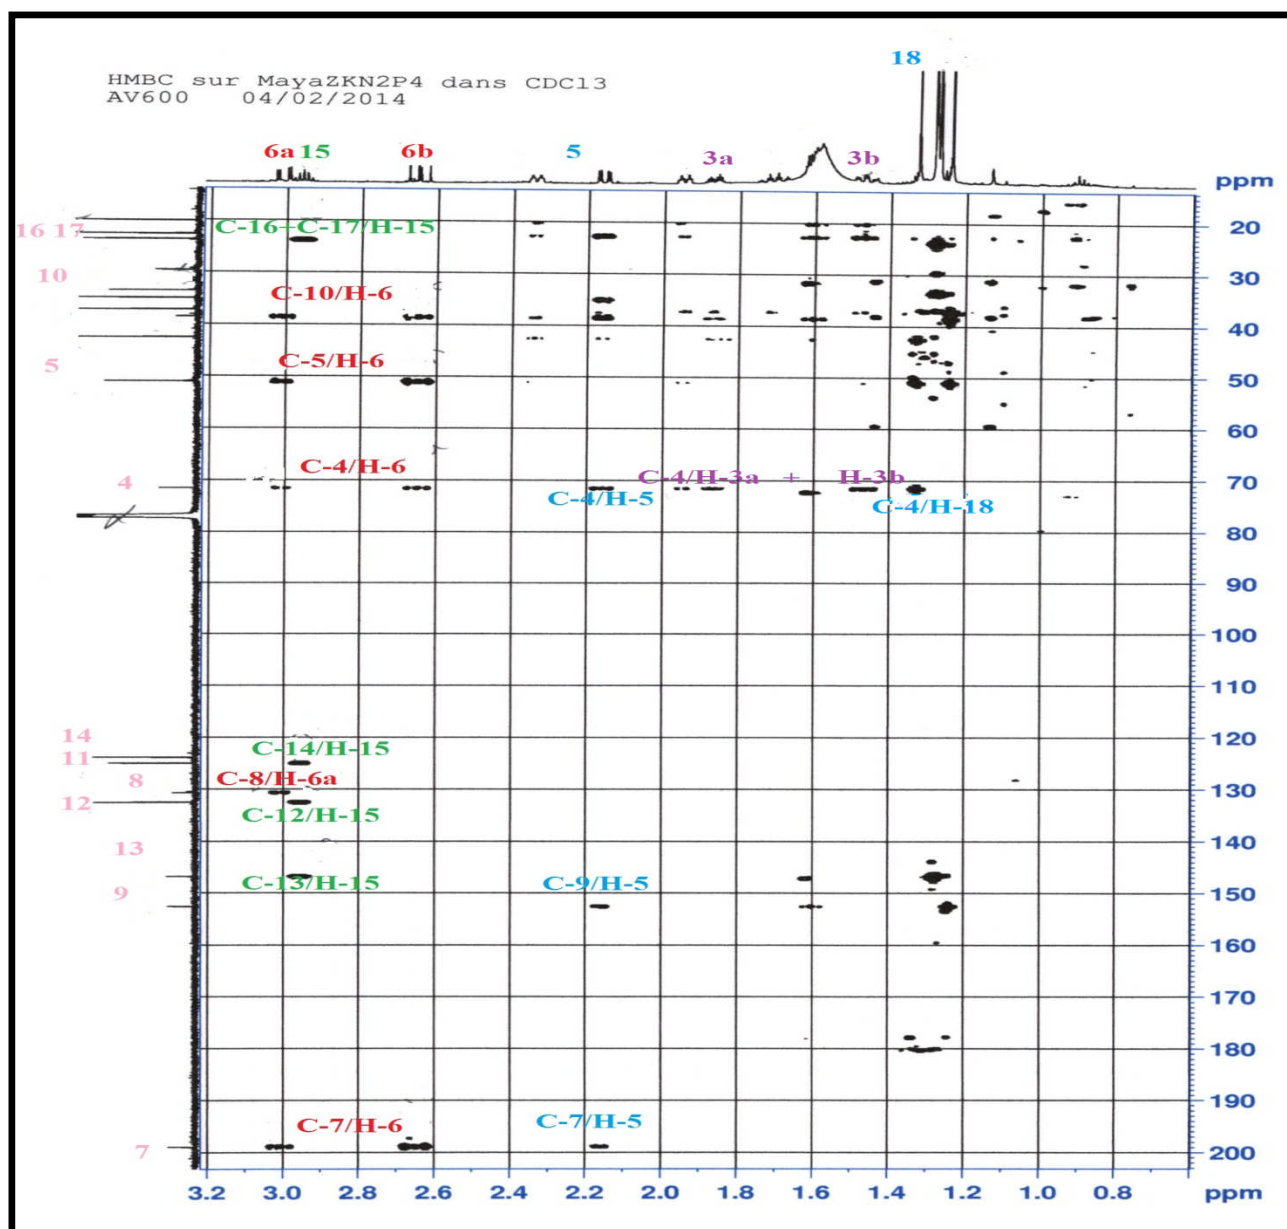 18
HMBC sur MayaZKN2P4 dans CDCl3
AV600 04/02/2014
6a 15 6b 5 3a 3b
ppm
16 17 C-16+C-17/H-15 20
10 C-10/H-6 30
40
5 C-5/H-6
50
60
4 C-4/H-6 C-4/H-3a + H-3b 70
C-4/H-5 C-4/H-18
80
90
100
110
14 C-14/H-15 120
11
8 C-8/H-6a
12 C-12/H-15 130
13 140
C-13/H-15 C-9/H-5
9 150
160
170
180
190
C-7/H-6 C-7/H-5
7 200
3.2 3.0 2.8 2.6 2.4 2.2 2.0 1.8 1.6 1.4 1.2 1.0 0.8 ppm